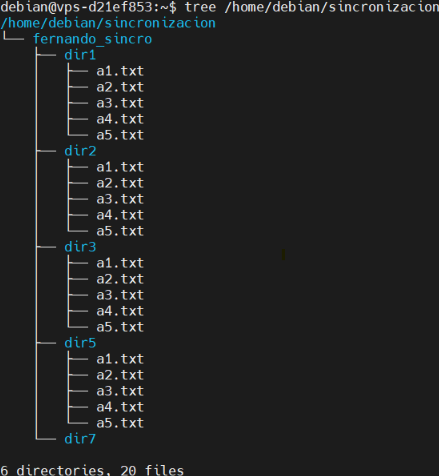 debian@vps-d21ef853:~$ tree /home/debian/sincronizacion
/home/debian/sincronizacion
└── fernando_sincro
    ├── dir1
    │   ├── a1.txt
    │   ├── a2.txt
    │   ├── a3.txt
    │   ├── a4.txt
    │   └── a5.txt
    ├── dir2
    │   ├── a1.txt
    │   ├── a2.txt
    │   ├── a3.txt
    │   ├── a4.txt
    │   └── a5.txt
    ├── dir3
    │   ├── a1.txt
    │   ├── a2.txt
    │   ├── a3.txt
    │   ├── a4.txt
    │   └── a5.txt
    ├── dir5
    │   ├── a1.txt
    │   ├── a2.txt
    │   ├── a3.txt
    │   ├── a4.txt
    │   └── a5.txt
    └── dir7
6 directories, 20 files